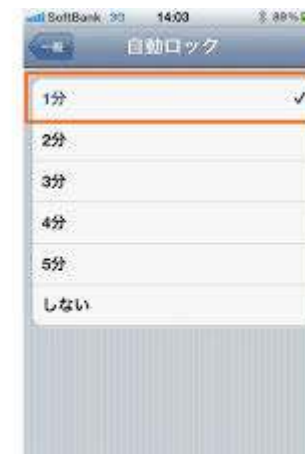 SoftBank 3G 14:03 88%
一般 自動ロック
1分 ✓
2分
3分
4分
5分
しない